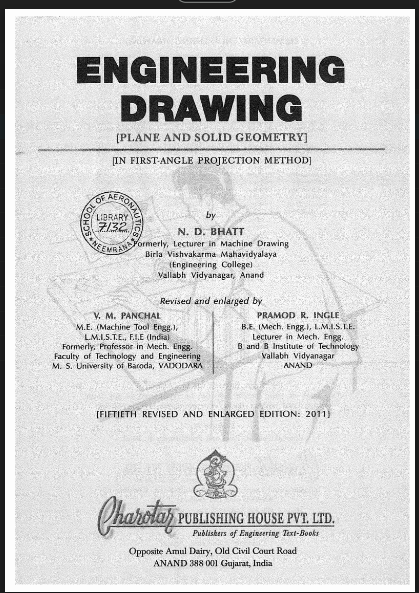 ENGINEERING
DRAWING
[PLANE AND SOLID GEOMETRY]
[IN FIRST-ANGLE PROJECTION METHOD]
SCHOOL OF AERONAUTICS
LIBRARY
7132
NEEMRANA
by
N. D. BHATT
Formerly, Lecturer in Machine Drawing
Birla Vishvakarma Mahavidyalaya
(Engineering College)
Vallabh Vidyanagar, Anand
Revised and enlarged by
V. M. PANCHAL
M.E. (Machine Tool Engg.),
L.M.I.S.T.E., F.I.E (India)
Formerly, Professor in Mech. Engg.
Faculty of Technology and Engineering
M. S. University of Baroda, VADODARA
PRAMOD R. INGLE
B.E. (Mech. Engg.), L.M.I.S.T.E.
Lecturer in Mech. Engg.
B and B Institute of Technology
Vallabh Vidyanagar
ANAND
[FIFTIETH REVISED AND ENLARGED EDITION: 2011]
Charotar PUBLISHING HOUSE PVT. LTD.
Publishers of Engineering Text-Books
Opposite Amul Dairy, Old Civil Court Road
ANAND 388 001 Gujarat, India